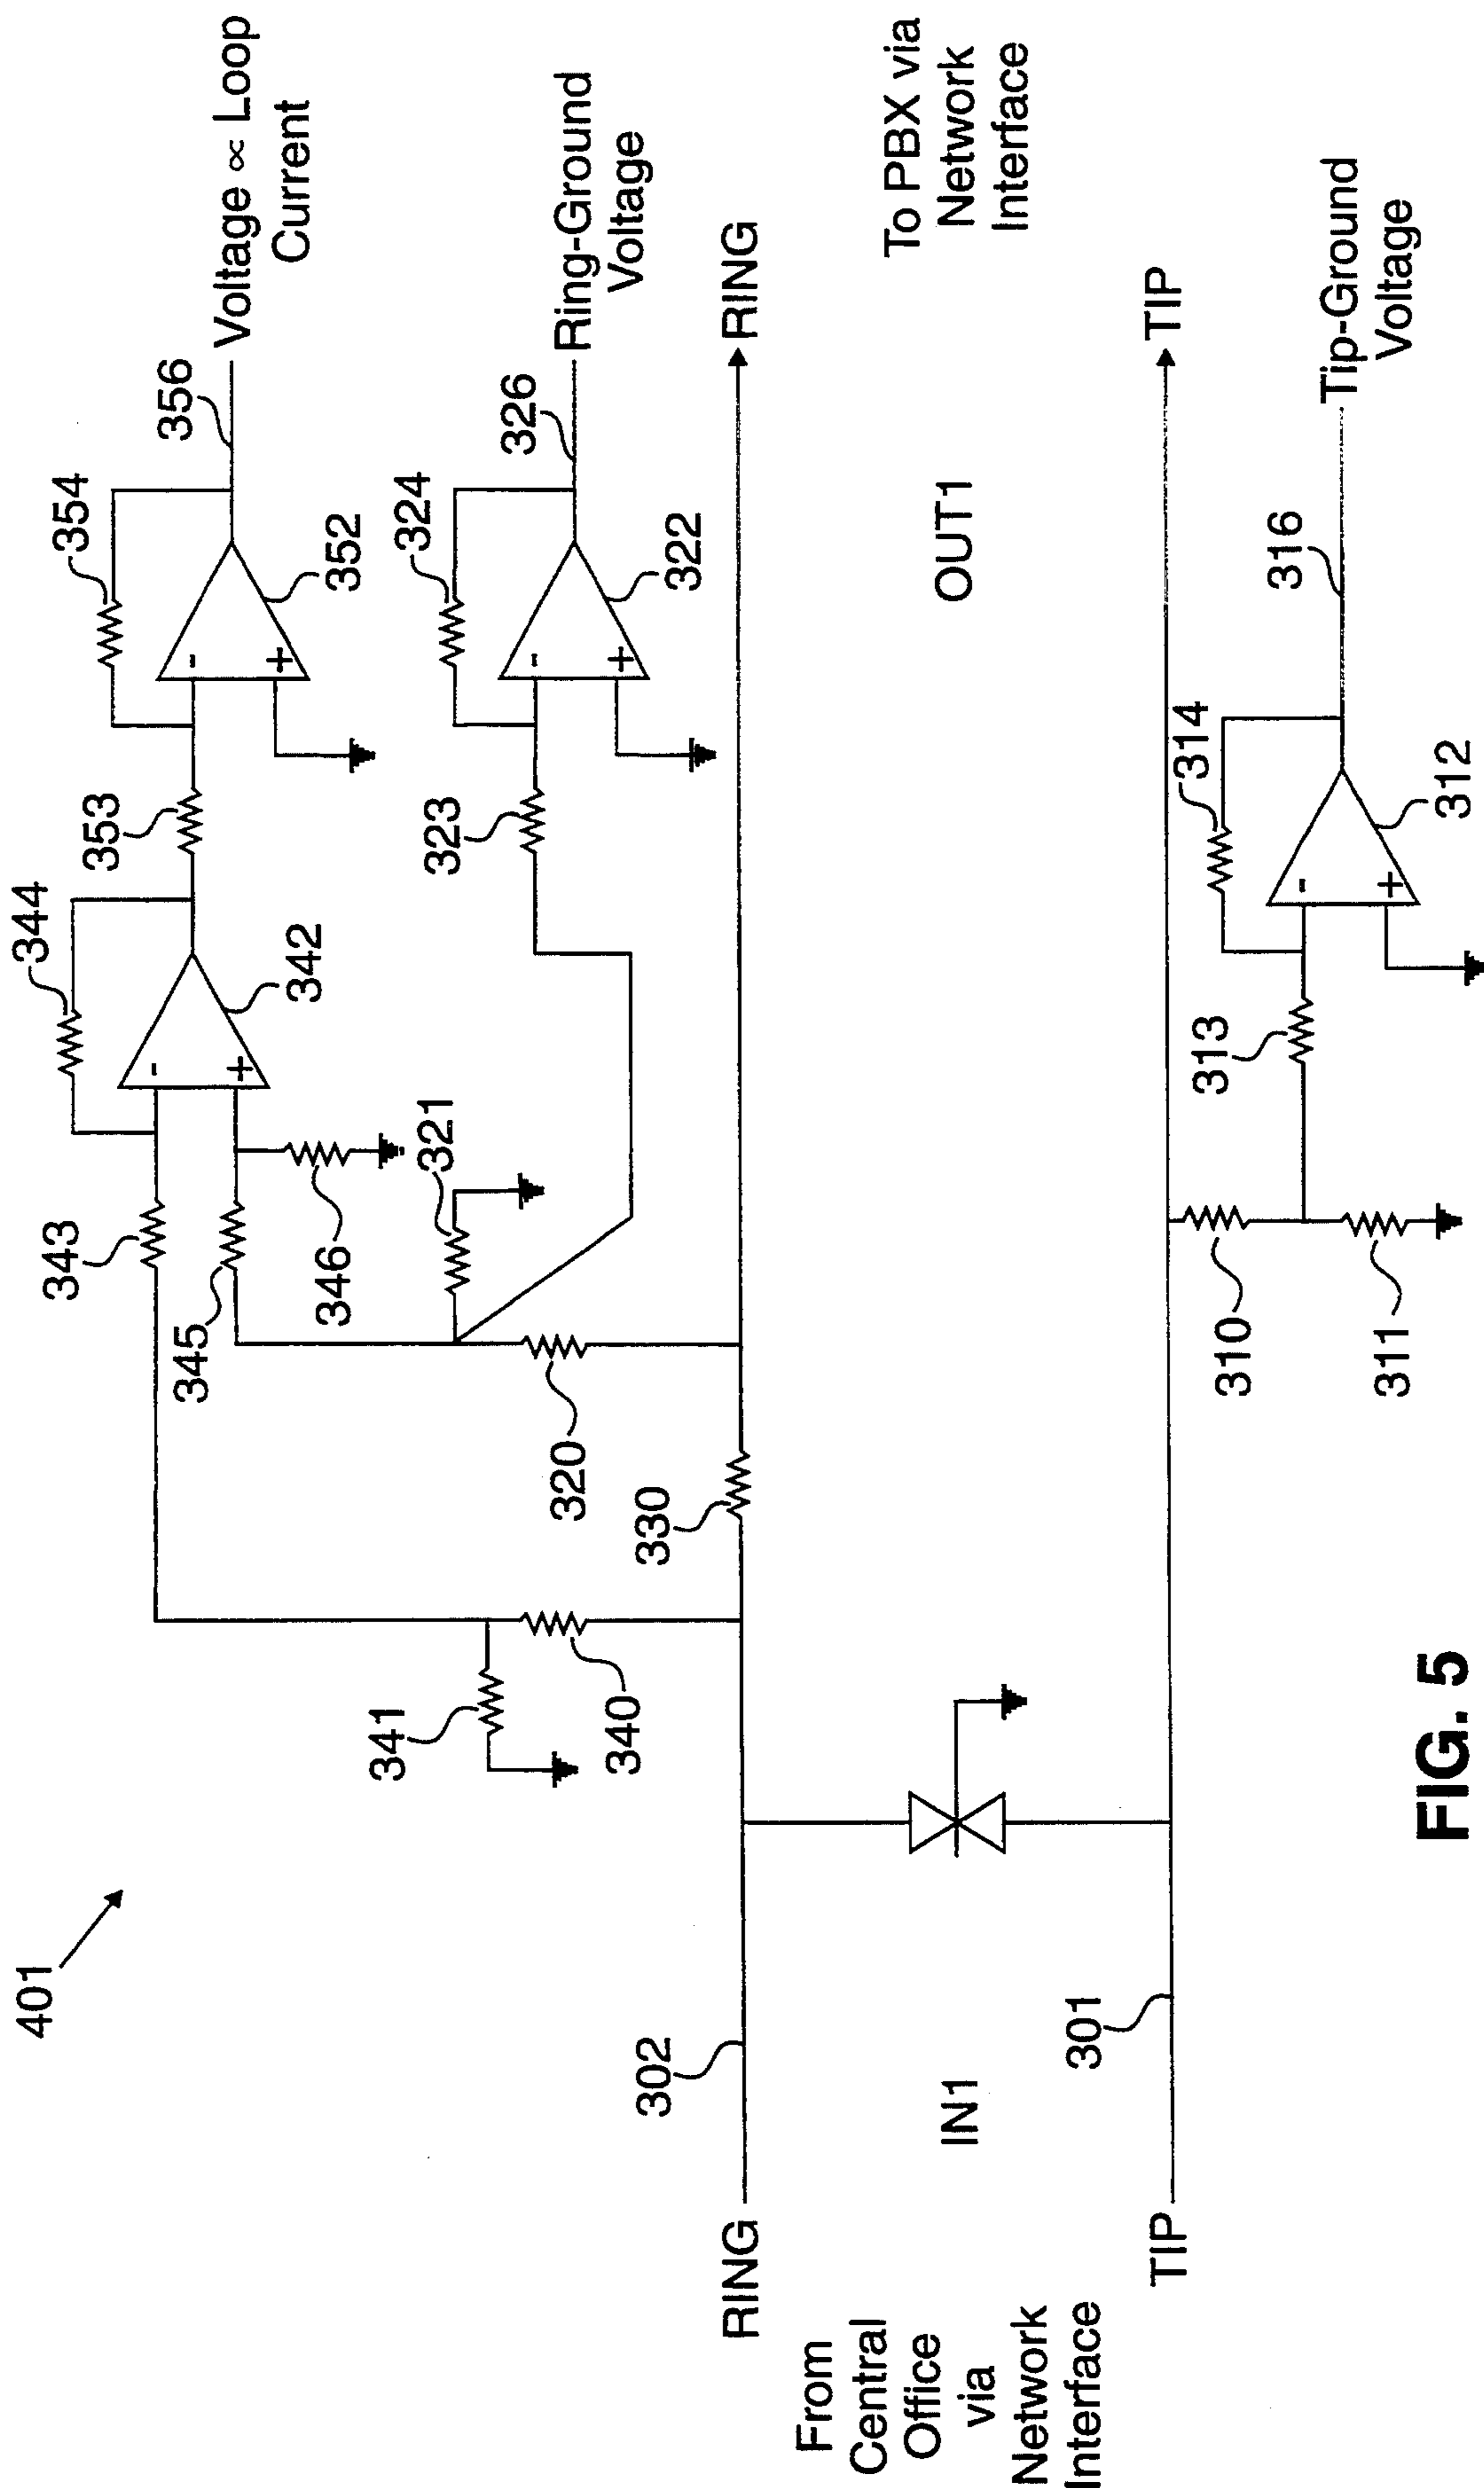 401
344
354
356
Voltage ∝ Loop
Current
343
353
342
352
345
346
324
326
Ring-Ground
Voltage
341
321
323
322
340
320
330
302
RING
RING
From
Central
Office
via
Network
Interface
IN1
OUT1
To PBX via
Network
Interface
301
TIP
TIP
314
316
313
Tip-Ground
Voltage
310
312
311
FIG. 5